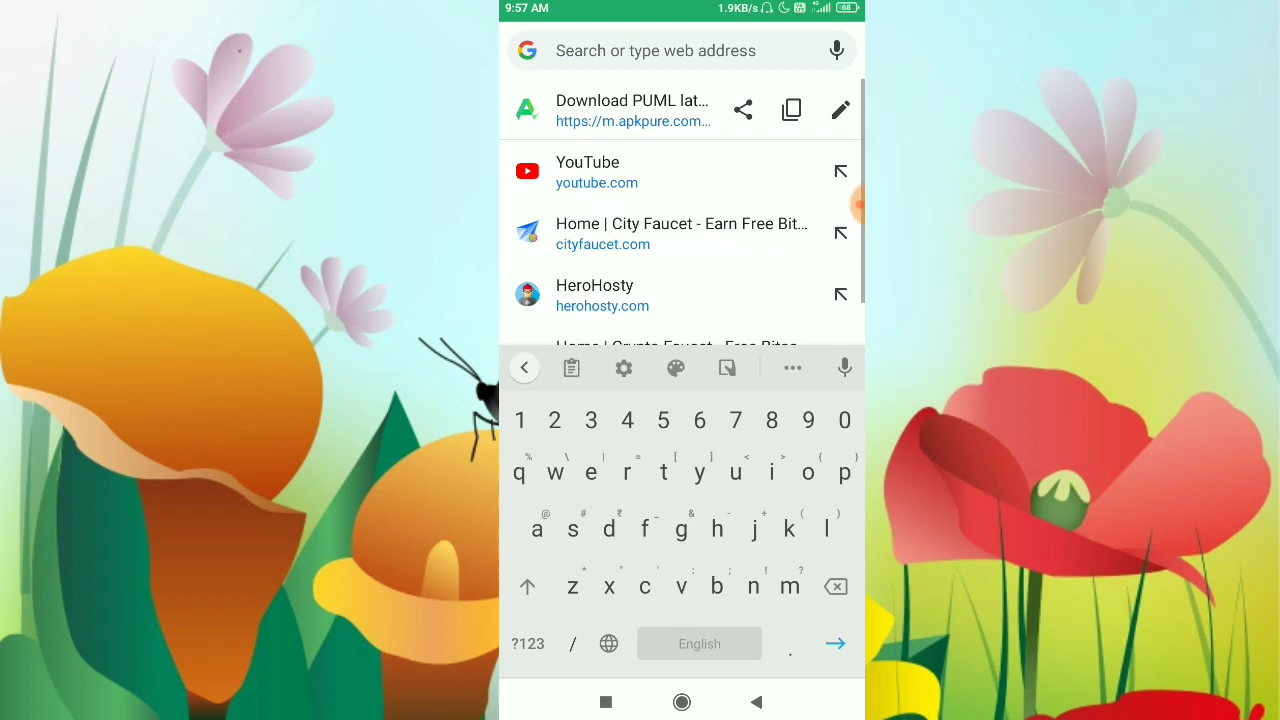 9:57 AM 1.9KB/s 4G 68
Search or type web address
Download PUML lat...
https://m.apkpure.com...
YouTube
youtube.com
Home | City Faucet - Earn Free Bit...
cityfaucet.com
HeroHosty
herohosty.com
1 2 3 4 5 6 7 8 9 0
% \ | = [ ] < > { }
q w e r t y u i o p
@ # ₹ _ & - + ( )
a s d f g h j k l
* " ' : ; ! ?
z x c v b n m
?123 / English .